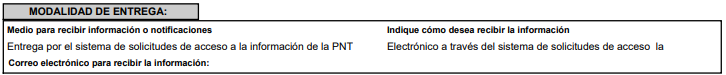 MODALIDAD DE ENTREGA:
Medio para recibir información o notificaciones Indique cómo desea recibir la información
Entrega por el sistema de solicitudes de acceso a la información de la PNT Electrónico a través del sistema de solicitudes de acceso la
Correo electrónico para recibir la información: